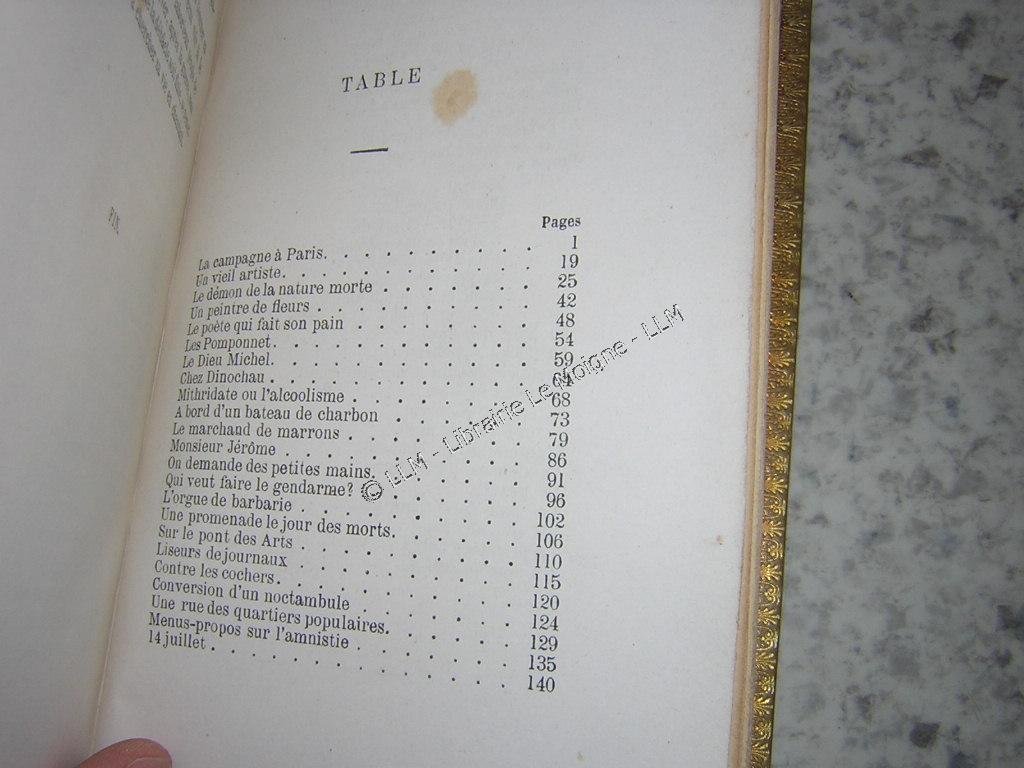 TABLE
Pages
La campagne à Paris. . . . . . . . . 1
Un vieil artiste. . . . . . . . . . 19
Le démon de la nature morte . . . . . . . 25
Un peintre de fleurs . . . . . . . . . 42
Le poète qui fait son pain . . . . . . . . 48
Les Pomponnet. . . . . . . . . . . 54
Le Dieu Michel. . . . . . . . . . . 59
Chez Dinochau . . . . . . . . . . . 64
Mithridate ou l'alcoolisme . . . . . . . . 68
A bord d'un bateau de charbon . . . . . . . 73
Le marchand de marrons . . . . . . . . 79
Monsieur Jérôme . . . . . . . . . . 86
On demande des petites mains. . . . . . . 91
Qui veut faire le gendarme? . . . . . . . 96
L'orgue de barbarie . . . . . . . . . 102
Une promenade le jour des morts. . . . . . 106
Sur le pont des Arts . . . . . . . . . 110
Liseurs de journaux . . . . . . . . . 115
Contre les cochers. . . . . . . . . . 120
Conversion d'un noctambule . . . . . . . 124
Une rue des quartiers populaires. . . . . . 129
Menus-propos sur l'amnistie . . . . . . . 135
14 juillet . . . . . . . . . . . . 140
FIN
© LLM - Librairie Le Moigne - LLM